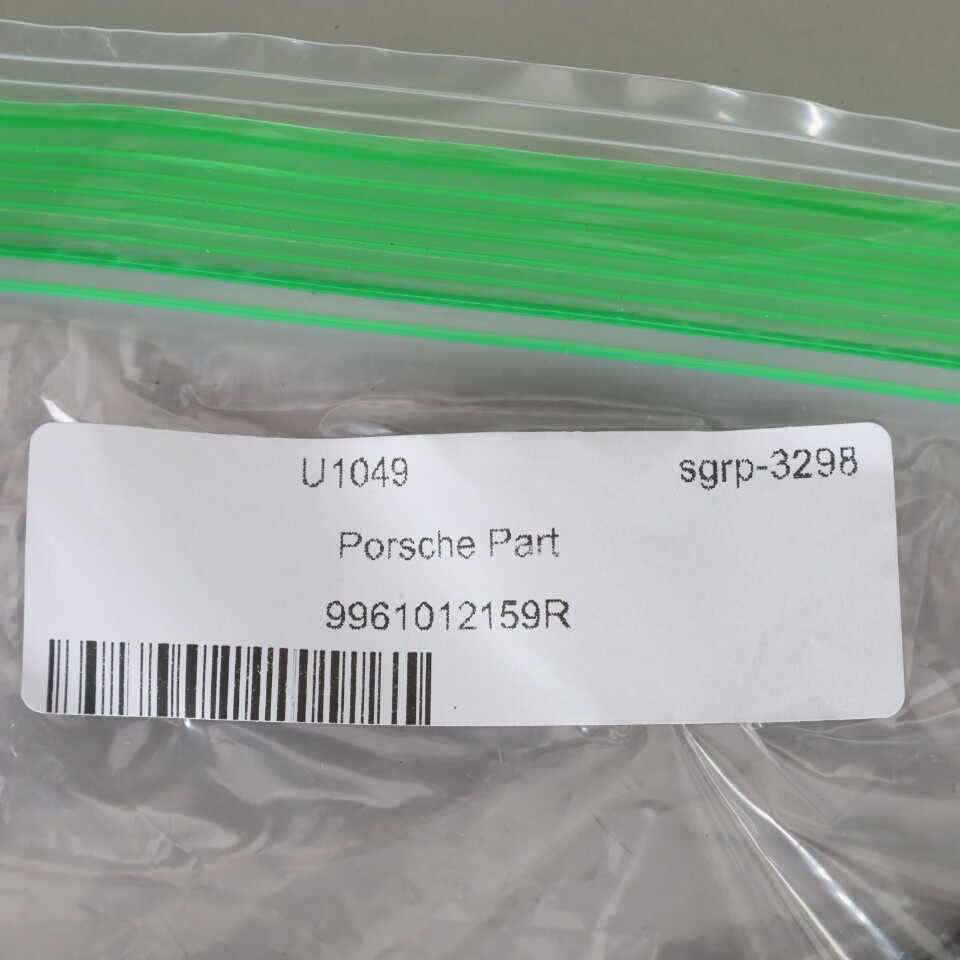 U1049 sgrp-3298
Porsche Part
9961012159R